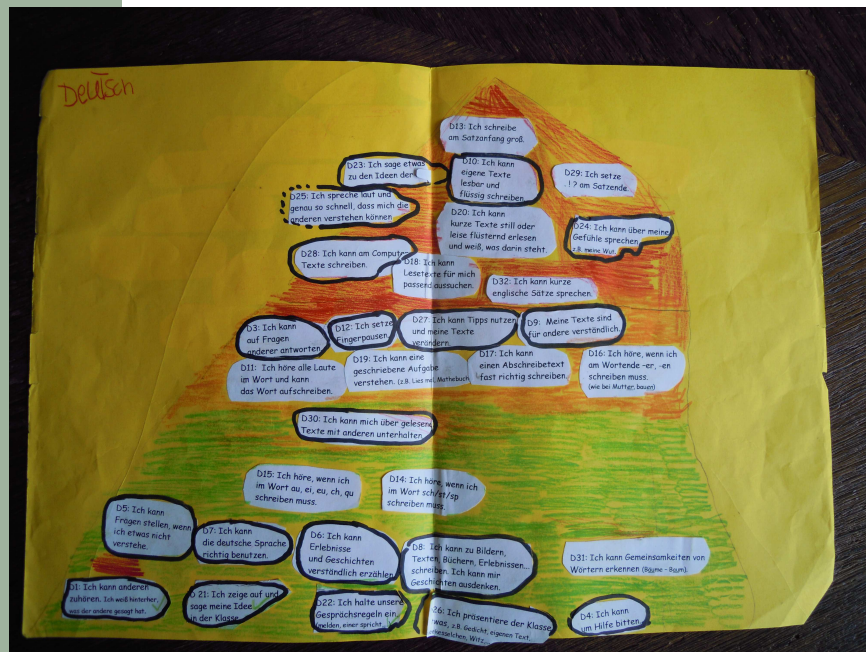 Deutsch
D13: Ich schreibe
am Satzanfang groß.
D23: Ich sage etwas
zu den Ideen der
D10: Ich kann
eigene Texte
lesbar und
flüssig schreiben.
D29: Ich setze
. ! ? am Satzende.
D25: Ich spreche laut und
genau so schnell, dass mich die
anderen verstehen können
D20: Ich kann
kurze Texte still oder
leise flüsternd erlesen
und weiß, was darin steht.
D24: Ich kann über meine
Gefühle sprechen
z.B. meine Wut.
D28: Ich kann am Computer
Texte schreiben.
D18: Ich kann
Lesetexte für mich
passend aussuchen.
D32: Ich kann kurze
englische Sätze sprechen.
D3: Ich kann
auf Fragen
anderer antworten.
D12: Ich setze
Fingerpausen.
D27: Ich kann Tipps nutzen
und meine Texte
verändern.
D9: Meine Texte sind
für andere verständlich.
D11: Ich höre alle Laute
im Wort und kann
das Wort aufschreiben.
D19: Ich kann eine
geschriebene Aufgabe
verstehen. (z.B. Lies mal, Mathebuch
D17: Ich kann
einen Abschreibetext
fast richtig schreiben.
D16: Ich höre, wenn ich
am Wortende -er, -en
schreiben muss.
(wie bei Mutter, bauen)
D30: Ich kann mich über gelesene
Texte mit anderen unterhalten
D15: Ich höre, wenn ich
im Wort au, ei, eu, ch, qu
schreiben muss.
D14: Ich höre, wenn ich
im Wort sch/st/sp
schreiben muss.
D5: Ich kann
Fragen stellen, wenn
ich etwas nicht
verstehe.
D7: Ich kann
die deutsche Sprache
richtig benutzen.
D6: Ich kann
Erlebnisse
und Geschichten
verständlich erzählen
D8: Ich kann zu Bildern,
Texten, Büchern, Erlebnissen...
schreiben. Ich kann mir
Geschichten ausdenken.
D31: Ich kann Gemeinsamkeiten von
Wörtern erkennen (Bäume - Baum).
D1: Ich kann anderen
zuhören. Ich weiß hinterher,
was der andere gesagt hat.
D 21: Ich zeige auf und
sage meine Idee
in der Klasse
D22: Ich halte unsere
Gesprächsregeln ein.
(melden, einer spricht,
26: Ich präsentiere der Klasse
etwas, z.B. Gedicht, eigenen Text,
Witz...
D4: Ich kann
um Hilfe bitten.